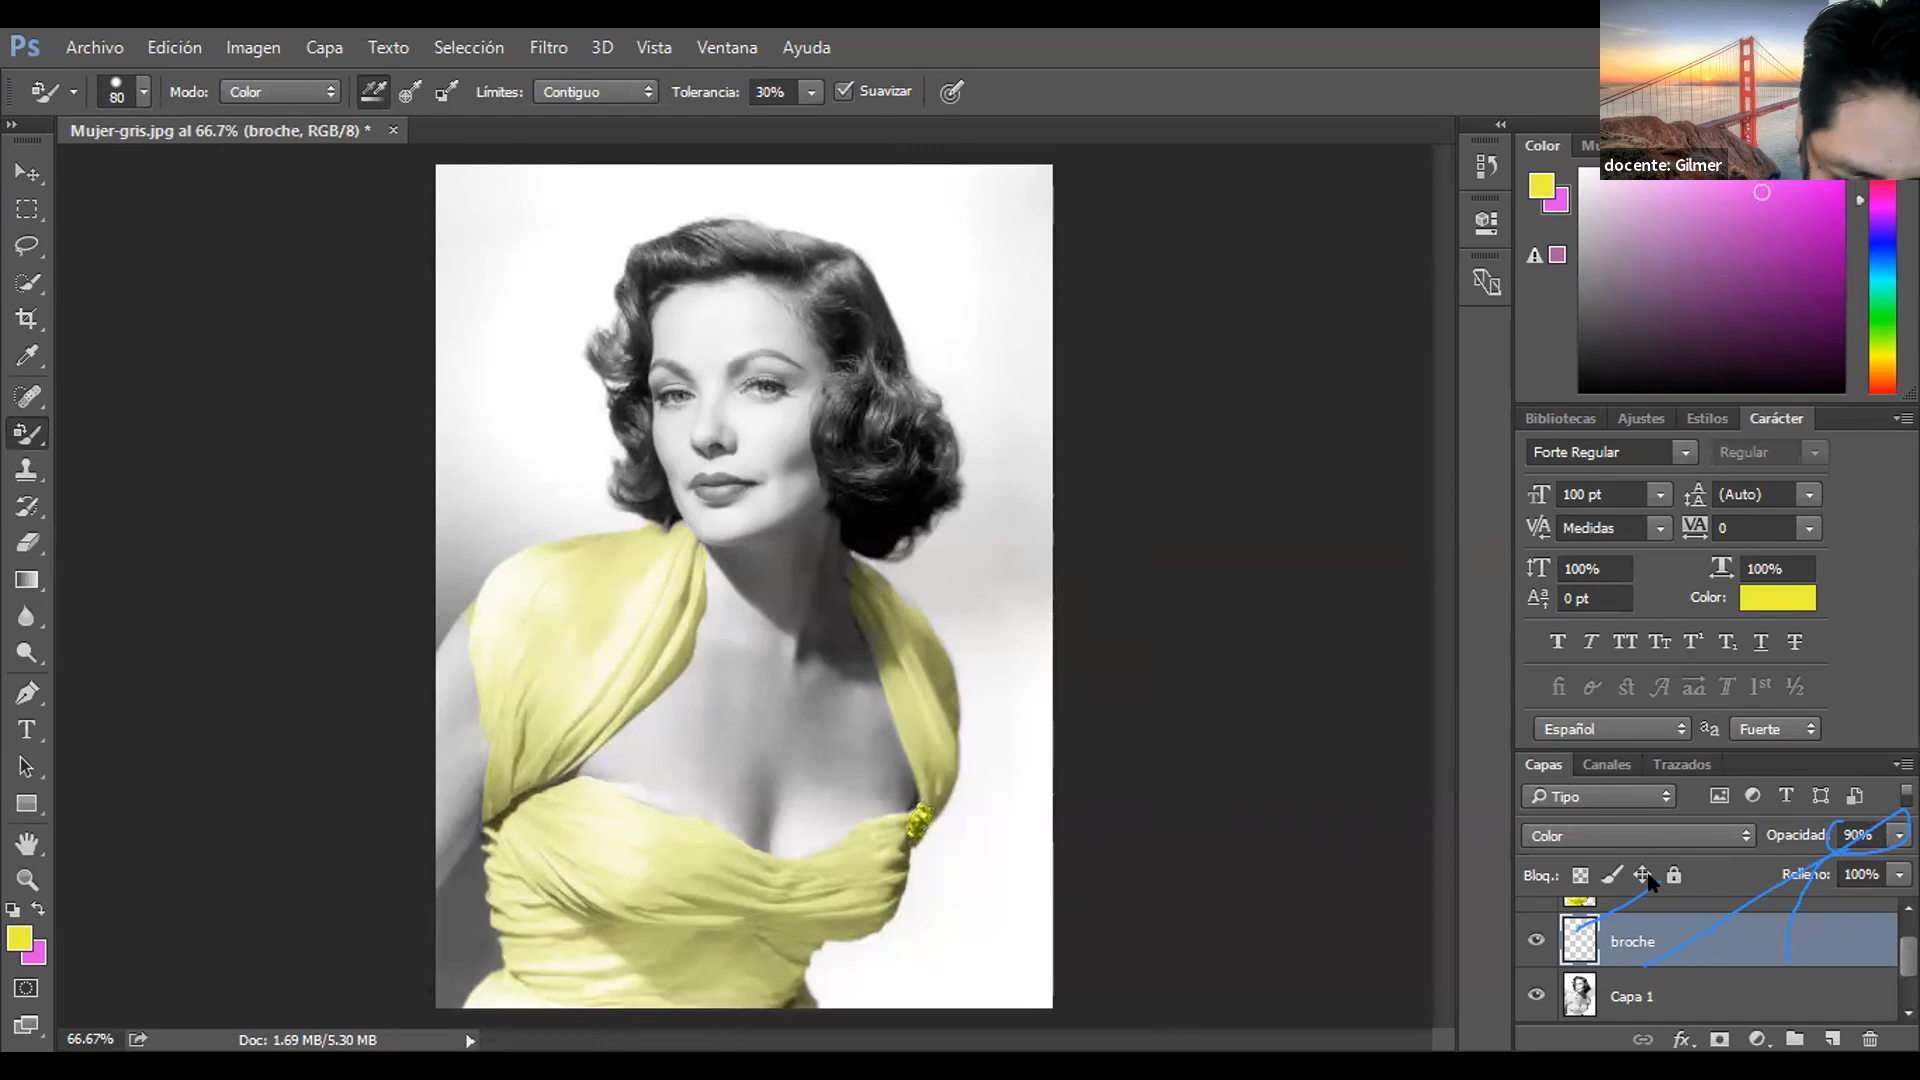 Ps Archivo Edición Imagen Capa Texto Selección Filtro 3D Vista Ventana Ayuda
80 Modo: Color Límites: Contiguo Tolerancia: 30% Suavizar
docente: Gilmer
Mujer-gris.jpg al 66.7% (broche, RGB/8) * ×
Color
Bibliotecas Ajustes Estilos Carácter
Forte Regular Regular
100 pt (Auto)
Medidas 0
100% 100%
0 pt Color:
Español Fuerte
Capas Canales Trazados
Tipo
Color Opacidad: 90%
Bloq.: Relleno: 100%
broche
Capa 1
66.67% Doc: 1.69 MB/5.30 MB